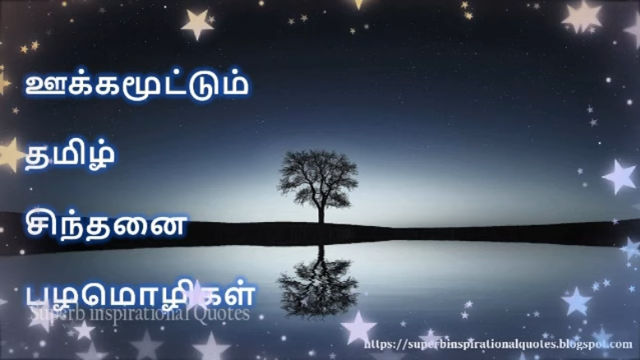 ஊக்கமூட்டும்
தமிழ்
சிந்தனை
பழமொழிகள்
Superb inspirational Quotes
https://superbinspirationalquotes.blogspot.com